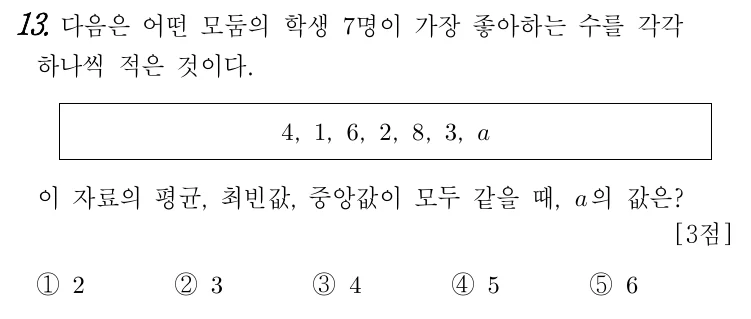 13. 다음은 어떤 모둠의 학생 7명이 가장 좋아하는 수를 각각
하나씩 적은 것이다.
4, 1, 6, 2, 8, 3, a
이 자료의 평균, 최빈값, 중앙값이 모두 같을 때, a의 값은?
[3점]
① 2 ② 3 ③ 4 ④ 5 ⑤ 6